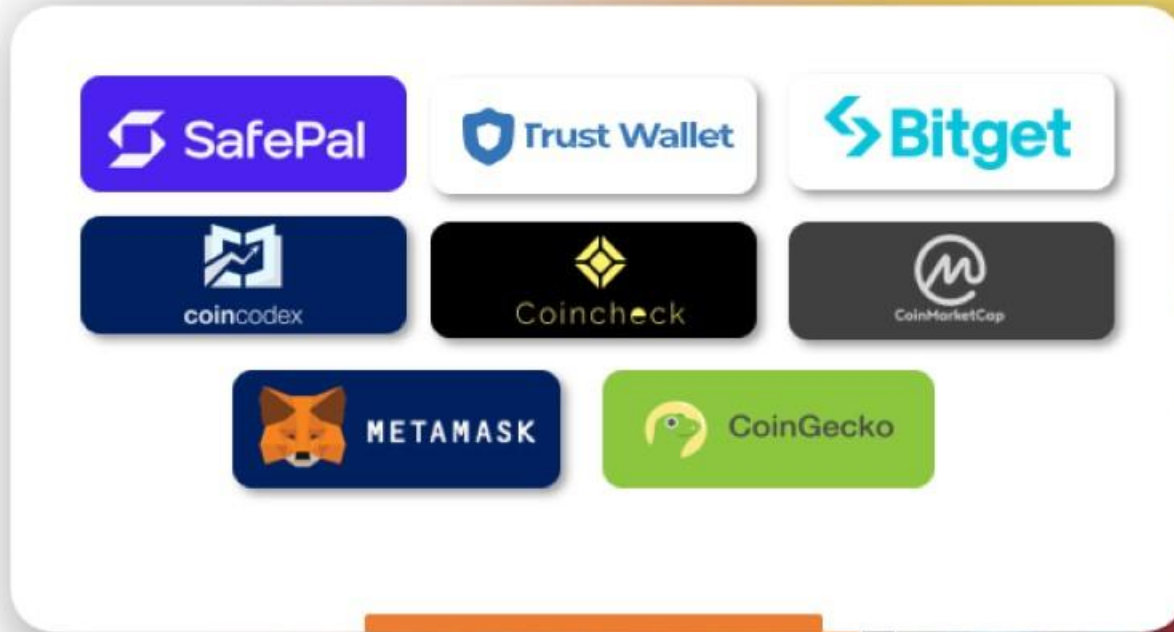 SafePal
Trust Wallet
Bitget
coincodex
Coincheck
CoinMarketCap
METAMASK
CoinGecko